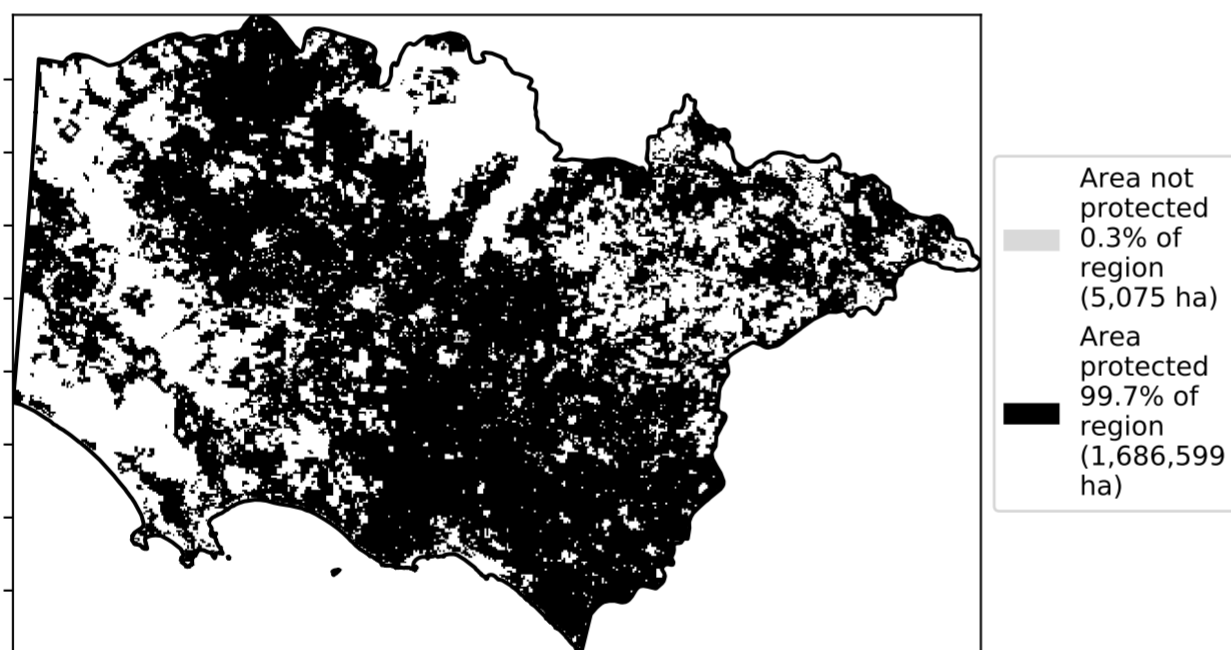 Area not
protected
0.3% of
region
(5,075 ha)
Area
protected
99.7% of
region
(1,686,599
ha)